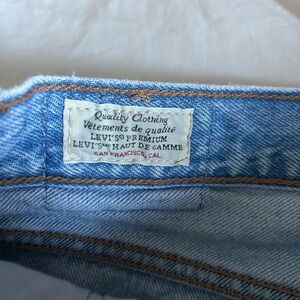 Quality Clothing
Vêtements de qualité
LEVI'S® PREMIUM
LEVI'S® HAUT DE GAMME
SAN FRANCISCO, CAL.